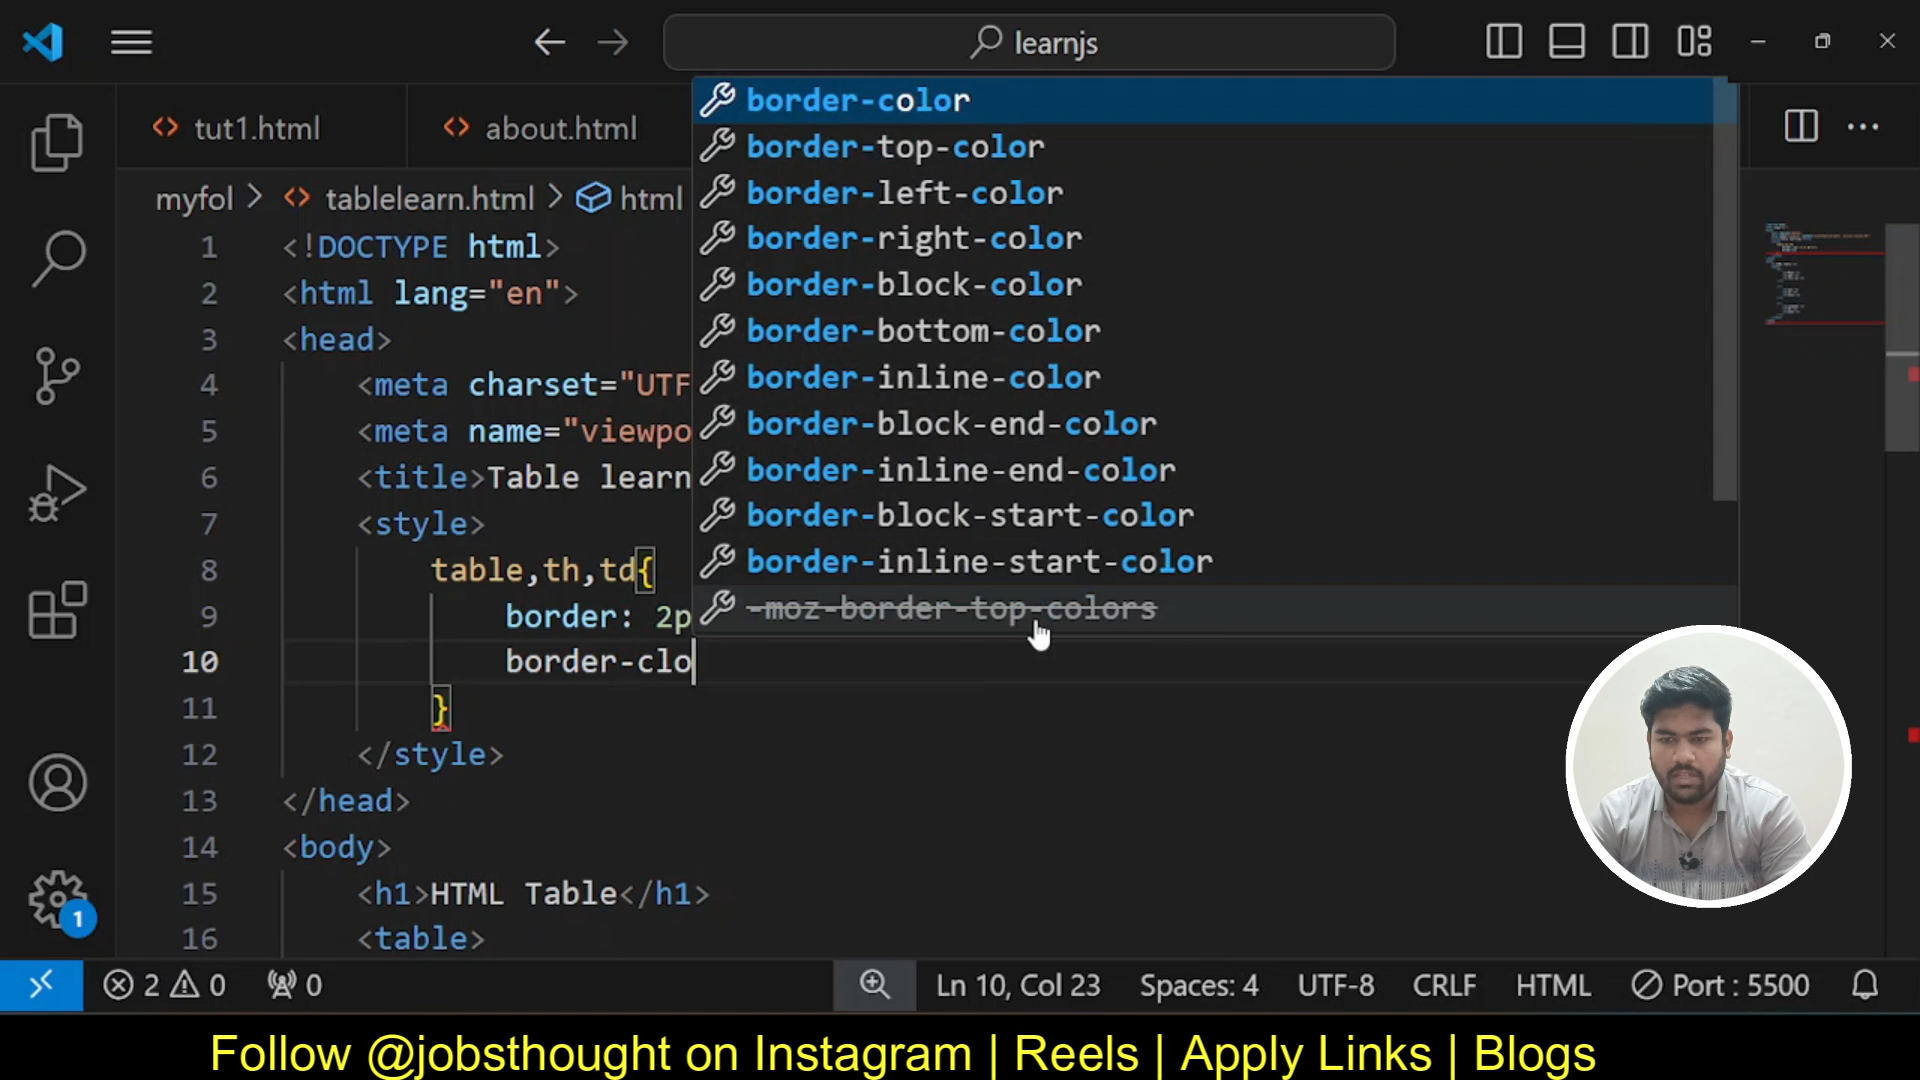 learnjs
tut1.html
about.html
myfol > tablelearn.html > html
1 <!DOCTYPE html>
2 <html lang="en">
3 <head>
4 <meta charset="UTF
5 <meta name="viewpo
6 <title>Table learn
7 <style>
8 table,th,td{
9 border: 2p
10 border-clo
11 }
12 </style>
13 </head>
14 <body>
15 <h1>HTML Table</h1>
16 <table>
border-color
border-top-color
border-left-color
border-right-color
border-block-color
border-bottom-color
border-inline-color
border-block-end-color
border-inline-end-color
border-block-start-color
border-inline-start-color
-moz-border-top-colors
1
2 0 0 Ln 10, Col 23 Spaces: 4 UTF-8 CRLF HTML Port : 5500
Follow @jobsthought on Instagram | Reels | Apply Links | Blogs